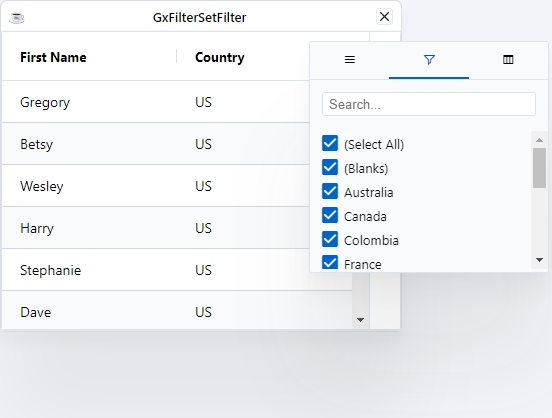 GxFilterSetFilter
First Name Country
Gregory US
Betsy US
Wesley US
Harry US
Stephanie US
Dave US
Search...
(Select All)
(Blanks)
Australia
Canada
Colombia
France